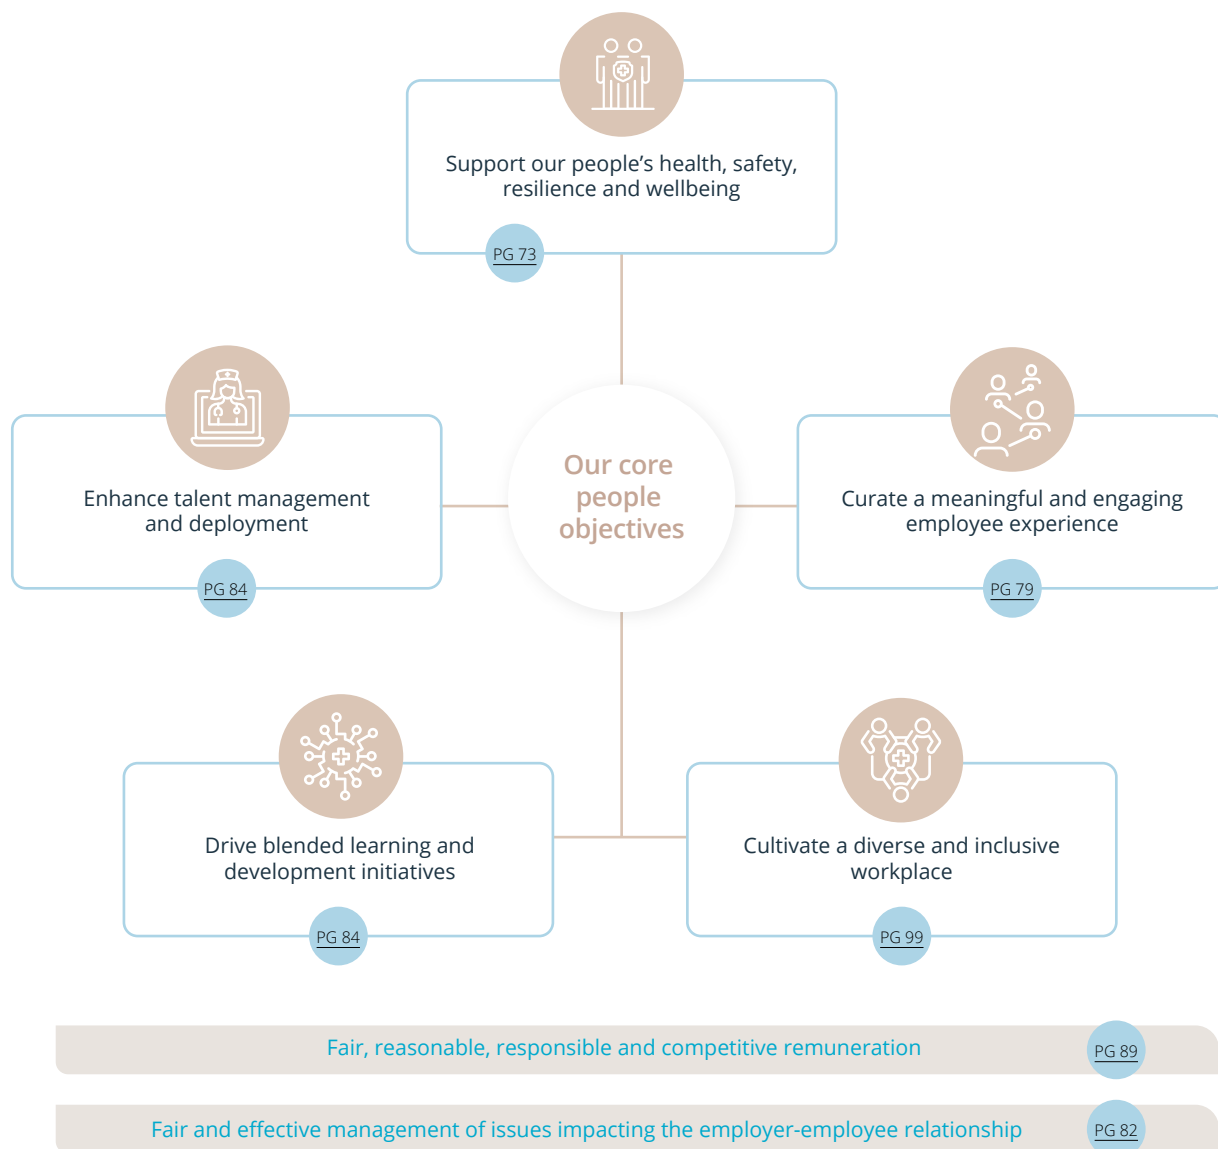 Support our people’s health, safety,
resilience and wellbeing
PG 73
Enhance talent management
and deployment
PG 84
Our core
people
objectives
Curate a meaningful and engaging
employee experience
PG 79
Drive blended learning and
development initiatives
PG 84
Cultivate a diverse and inclusive
workplace
PG 99
Fair, reasonable, responsible and competitive remuneration
PG 89
Fair and effective management of issues impacting the employer-employee relationship
PG 82